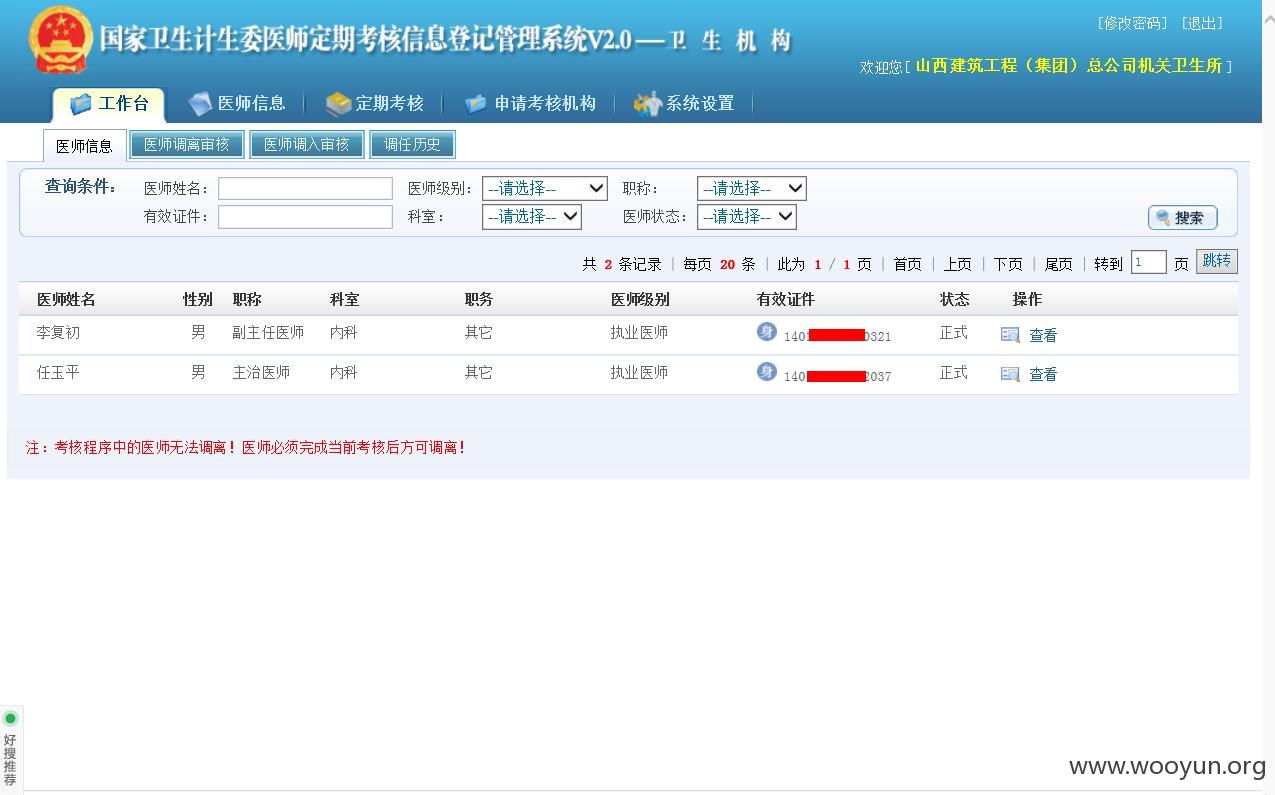 国家卫生计生委医师定期考核信息登记管理系统V2.0—卫 生 机 构
[修改密码] [退出]
欢迎您[ 山西建筑工程（集团）总公司机关卫生所 ]
工作台 医师信息 定期考核 申请考核机构 系统设置
医师信息 医师调离审核 医师调入审核 调任历史
查询条件： 医师姓名： 医师级别： --请选择-- 职称： --请选择--
有效证件： 科室： --请选择-- 医师状态： --请选择-- 搜索
共 2 条记录 | 每页 20 条 | 此为 1 / 1 页 | 首页 | 上页 | 下页 | 尾页 | 转到 1 页 跳转
医师姓名 性别 职称 科室 职务 医师级别 有效证件 状态 操作
李复初 男 副主任医师 内科 其它 执业医师 身 140 0321 正式 查看
任玉平 男 主治医师 内科 其它 执业医师 身 140 2037 正式 查看
注：考核程序中的医师无法调离！医师必须完成当前考核后方可调离！
好搜推荐
www.wooyun.org